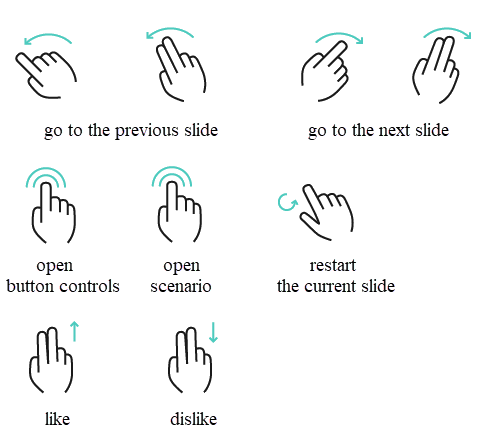 go to the previous slide
go to the next slide
open
button controls
open
scenario
restart
the current slide
like
dislike